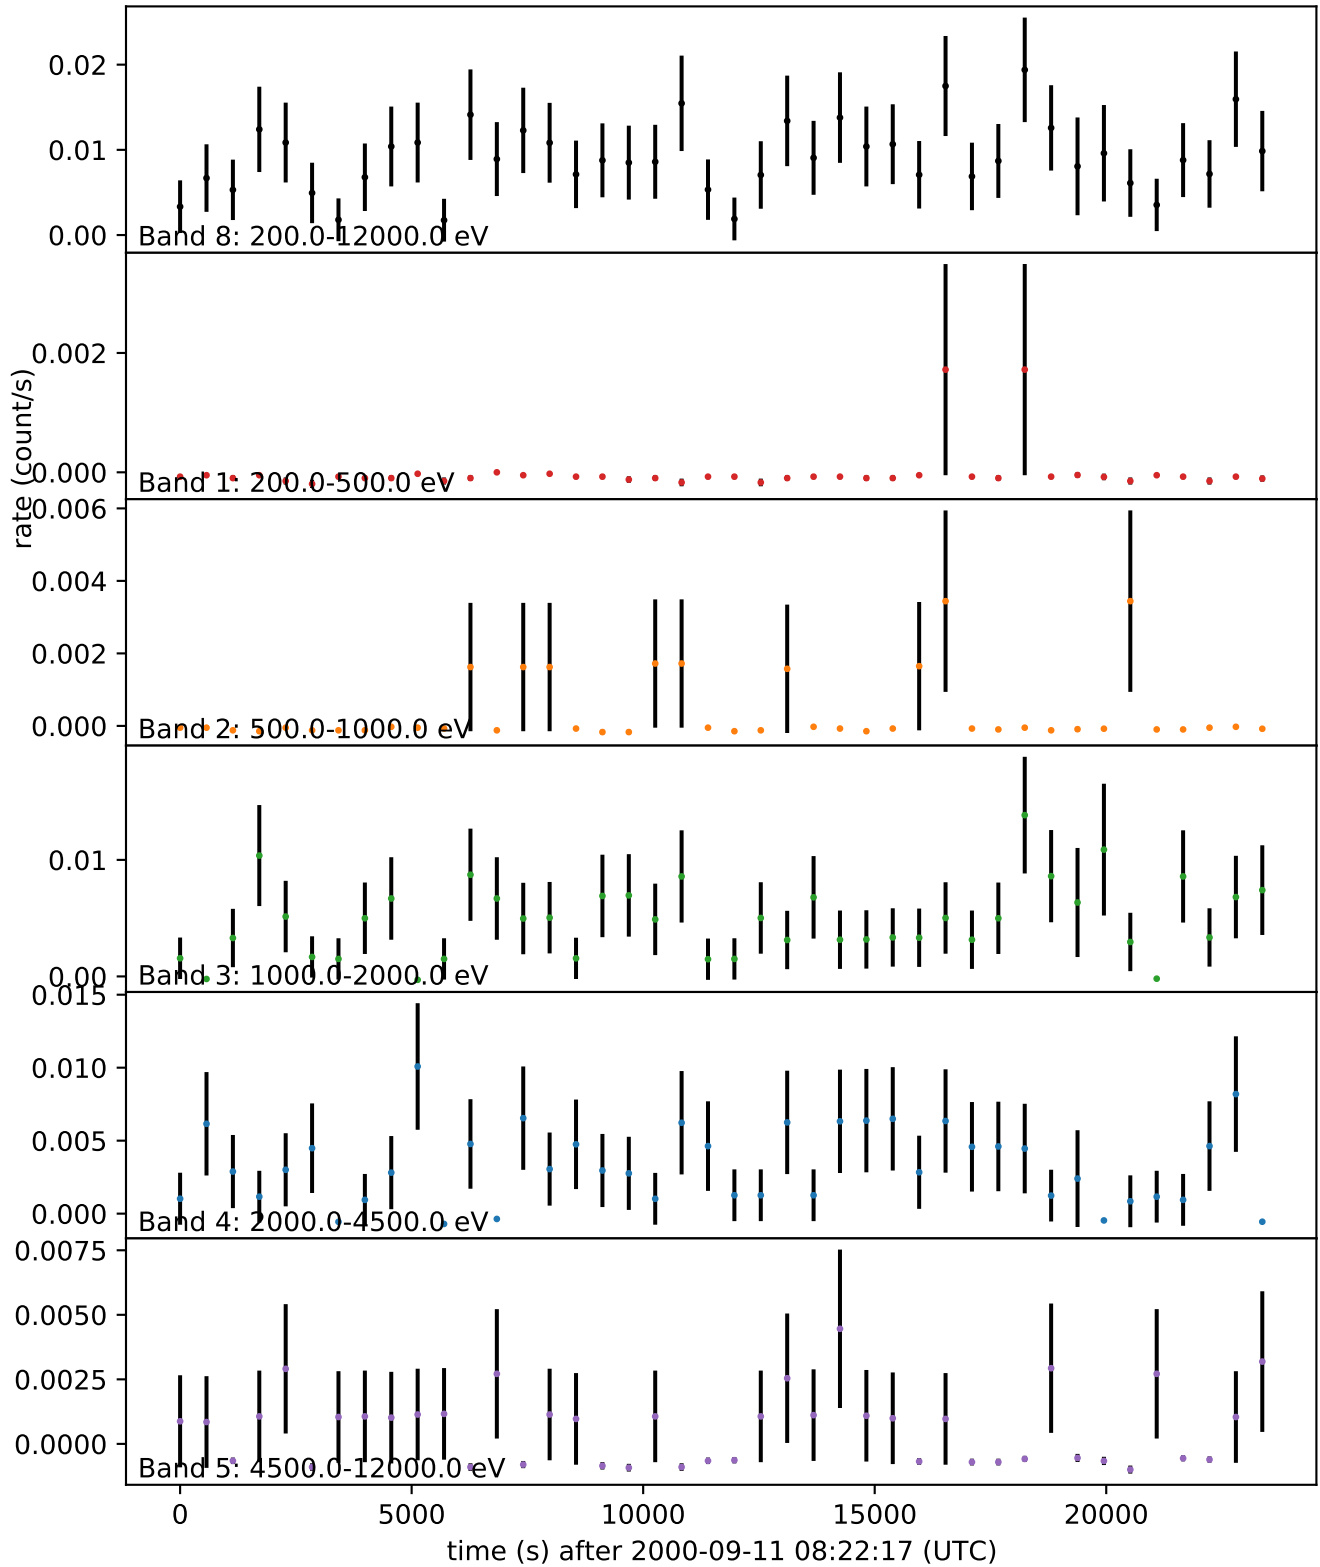 0.02
0.01
0.00
Band 8: 200.0-12000.0 eV
0.002
0.000
Band 1: 200.0-500.0 eV
rate (count/s)
0.006
0.004
0.002
0.000
Band 2: 500.0-1000.0 eV
0.01
0.00
Band 3: 1000.0-2000.0 eV
0.015
0.010
0.005
0.000
Band 4: 2000.0-4500.0 eV
0.0075
0.0050
0.0025
0.0000
Band 5: 4500.0-12000.0 eV
0 5000 10000 15000 20000
time (s) after 2000-09-11 08:22:17 (UTC)